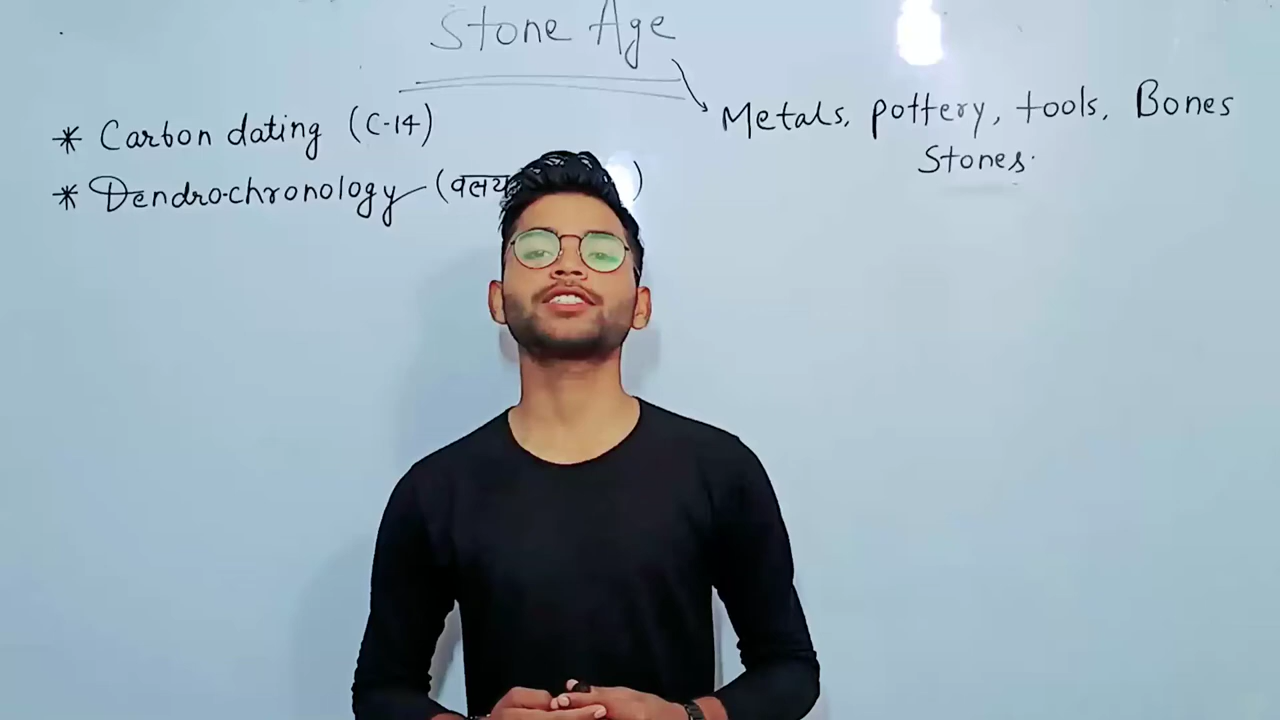 Stone Age
Metals, pottery, tools, Bones
Stones.
* Carbon dating (C-14)
* Dendrochronology ( )